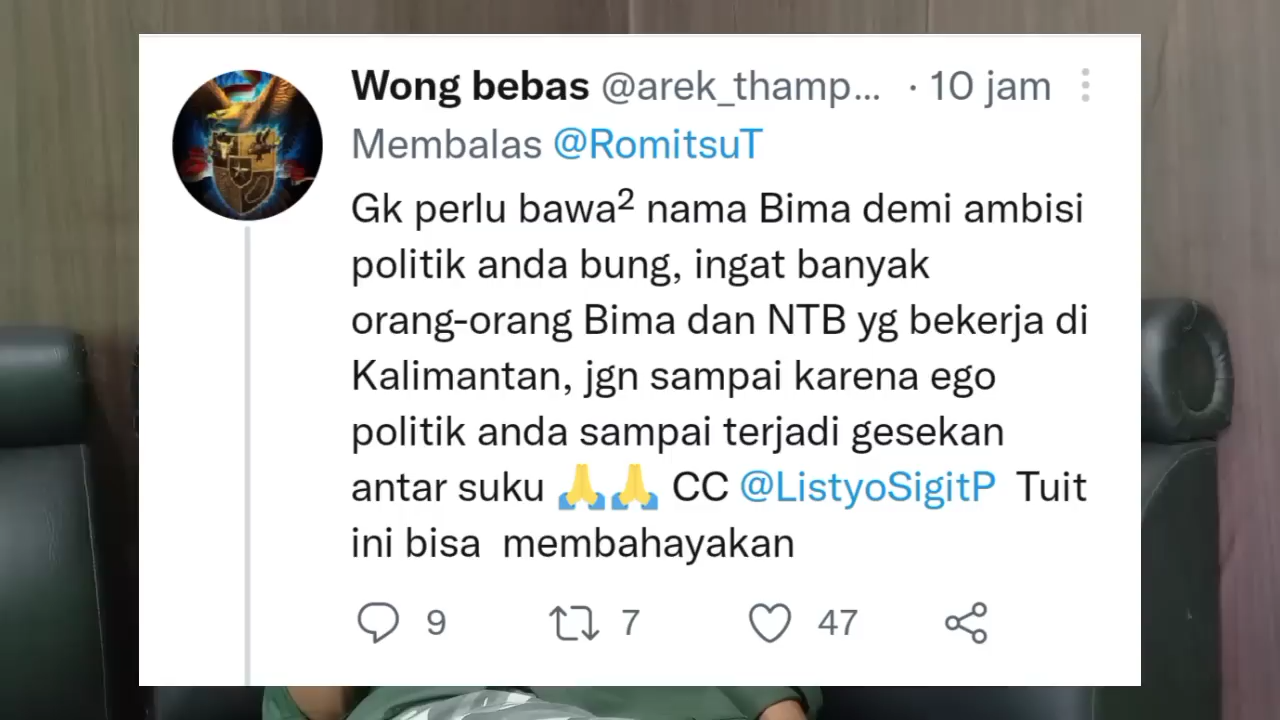 Wong bebas @arek_thamp... · 10 jam
Membalas @RomitsuT
Gk perlu bawa² nama Bima demi ambisi
politik anda bung, ingat banyak
orang-orang Bima dan NTB yg bekerja di
Kalimantan, jgn sampai karena ego
politik anda sampai terjadi gesekan
antar suku 🙏🙏 CC @ListyoSigitP Tuit
ini bisa membahayakan
9 7 47